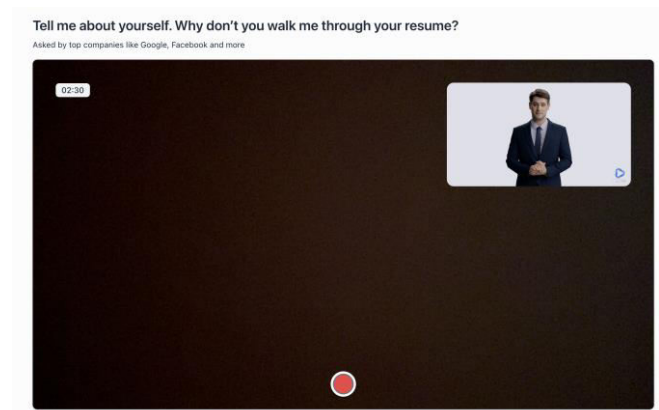 Tell me about yourself. Why don't you walk me through your resume?
Asked by top companies like Google, Facebook and more
02:30